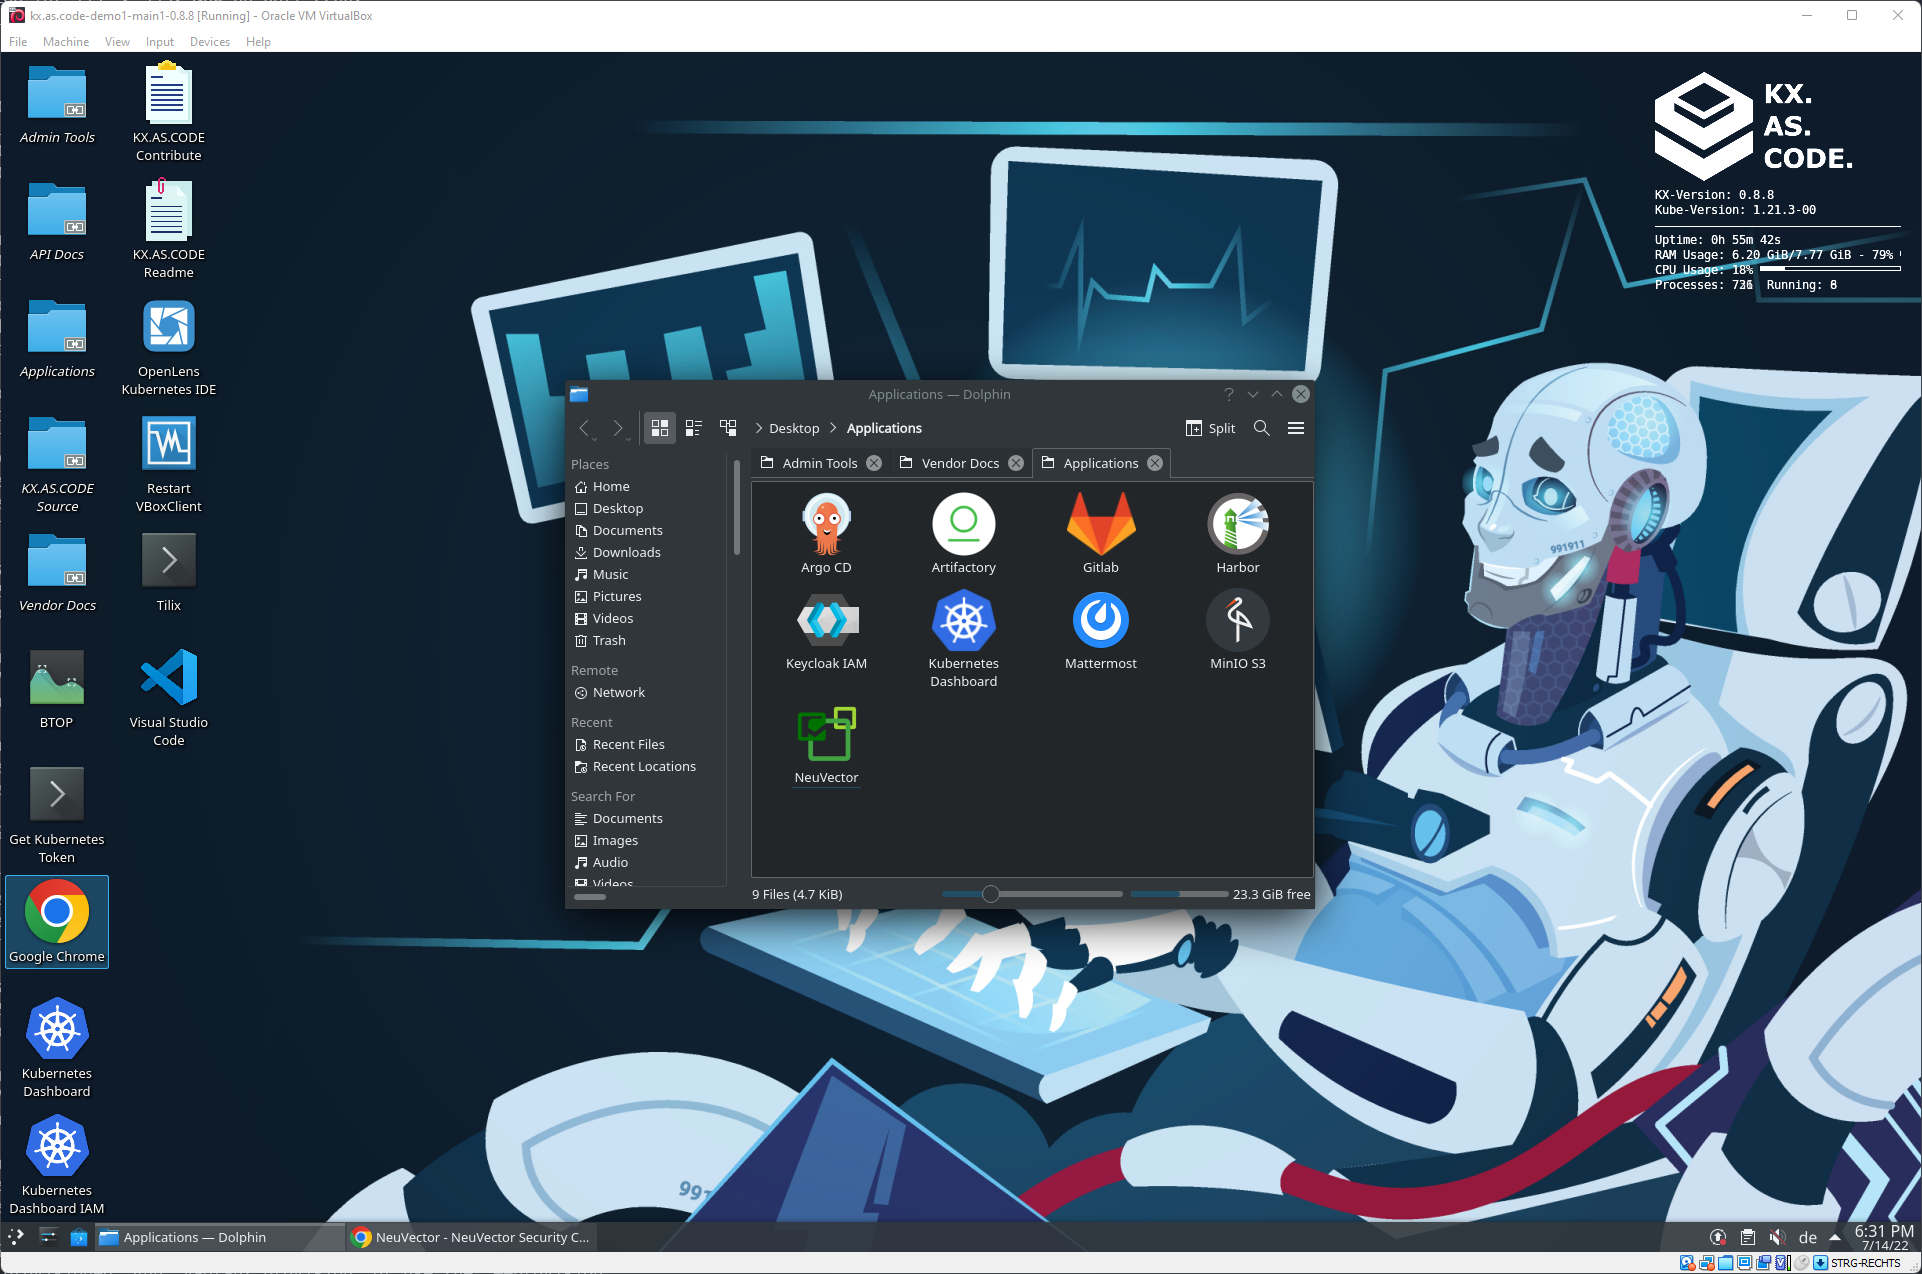 kx.as.code-demo1-main1-0.8.8 [Running] - Oracle VM VirtualBox
File Machine View Input Devices Help
Admin Tools
KX.AS.CODE
Contribute
API Docs
KX.AS.CODE
Readme
Applications
OpenLens
Kubernetes IDE
KX.AS.CODE
Source
Restart
VBoxClient
Vendor Docs
Tilix
BTOP
Visual Studio
Code
Get Kubernetes
Token
Google Chrome
Kubernetes
Dashboard
Kubernetes
Dashboard IAM
KX.
AS.
CODE.
KX-Version: 0.8.8
Kube-Version: 1.21.3-00
Uptime: 0h 55m 42s
RAM Usage: 6.20 GiB/7.77 GiB - 79%
CPU Usage: 18%
Processes: Running:
Applications — Dolphin
Desktop > Applications
Split
Places
Home
Desktop
Documents
Downloads
Music
Pictures
Videos
Trash
Remote
Network
Recent
Recent Files
Recent Locations
Search For
Documents
Images
Audio
Videos
Admin Tools
Vendor Docs
Applications
Argo CD
Artifactory
Gitlab
Harbor
Keycloak IAM
Kubernetes
Dashboard
Mattermost
MinIO S3
NeuVector
9 Files (4.7 KiB)
23.3 GiB free
991911
991
Applications — Dolphin
NeuVector - NeuVector Security C...
de
6:31 PM
7/14/22
STRG-RECHTS